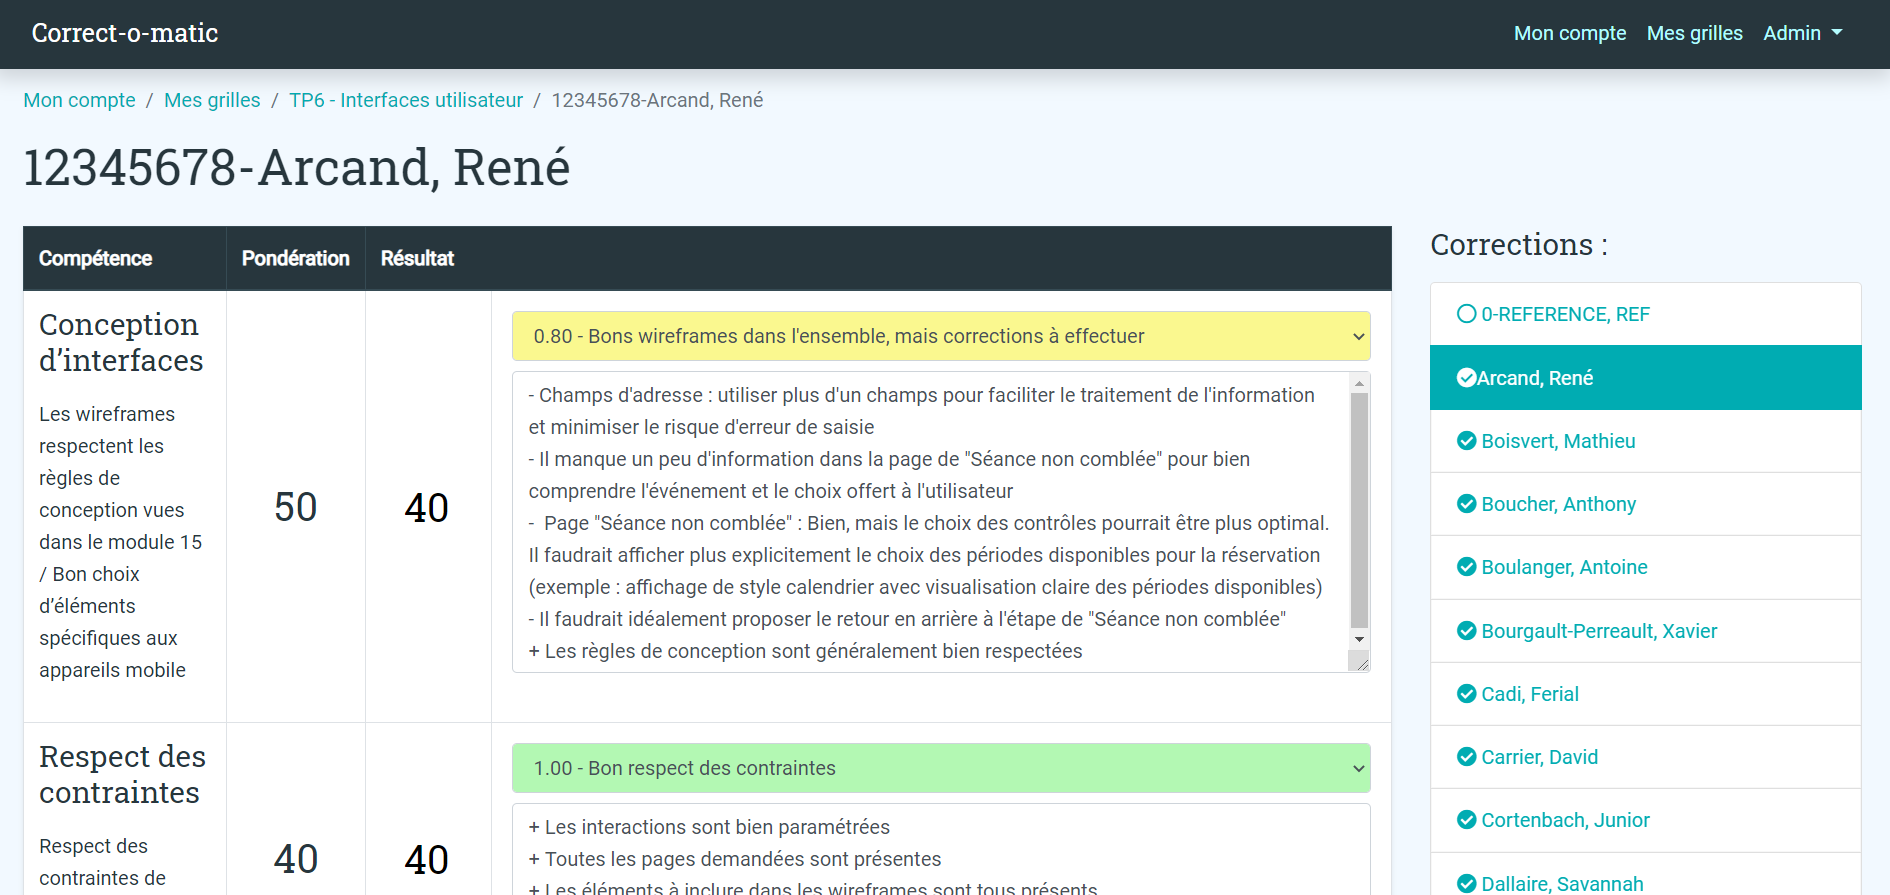 Correct-o-matic
Mon compte Mes grilles Admin
Mon compte / Mes grilles / TP6 - Interfaces utilisateur / 12345678-Arcand, René
12345678-Arcand, René
Compétence Pondération Résultat
Conception
d’interfaces
Les wireframes
respectent les
règles de
conception vues
dans le module 15
/ Bon choix
d’éléments
spécifiques aux
appareils mobile
50
40
0.80 - Bons wireframes dans l'ensemble, mais corrections à effectuer
- Champs d'adresse : utiliser plus d'un champs pour faciliter le traitement de l'information
et minimiser le risque d'erreur de saisie
- Il manque un peu d'information dans la page de "Séance non comblée" pour bien
comprendre l'événement et le choix offert à l'utilisateur
-  Page "Séance non comblée" : Bien, mais le choix des contrôles pourrait être plus optimal.
Il faudrait afficher plus explicitement le choix des périodes disponibles pour la réservation
(exemple : affichage de style calendrier avec visualisation claire des périodes disponibles)
- Il faudrait idéalement proposer le retour en arrière à l'étape de "Séance non comblée"
+ Les règles de conception sont généralement bien respectées
Respect des
contraintes
Respect des
contraintes de
40
40
1.00 - Bon respect des contraintes
+ Les interactions sont bien paramétrées
+ Toutes les pages demandées sont présentes
+ Les éléments à inclure dans les wireframes sont tous présents
Corrections :
0-REFERENCE, REF
Arcand, René
Boisvert, Mathieu
Boucher, Anthony
Boulanger, Antoine
Bourgault-Perreault, Xavier
Cadi, Ferial
Carrier, David
Cortenbach, Junior
Dallaire, Savannah